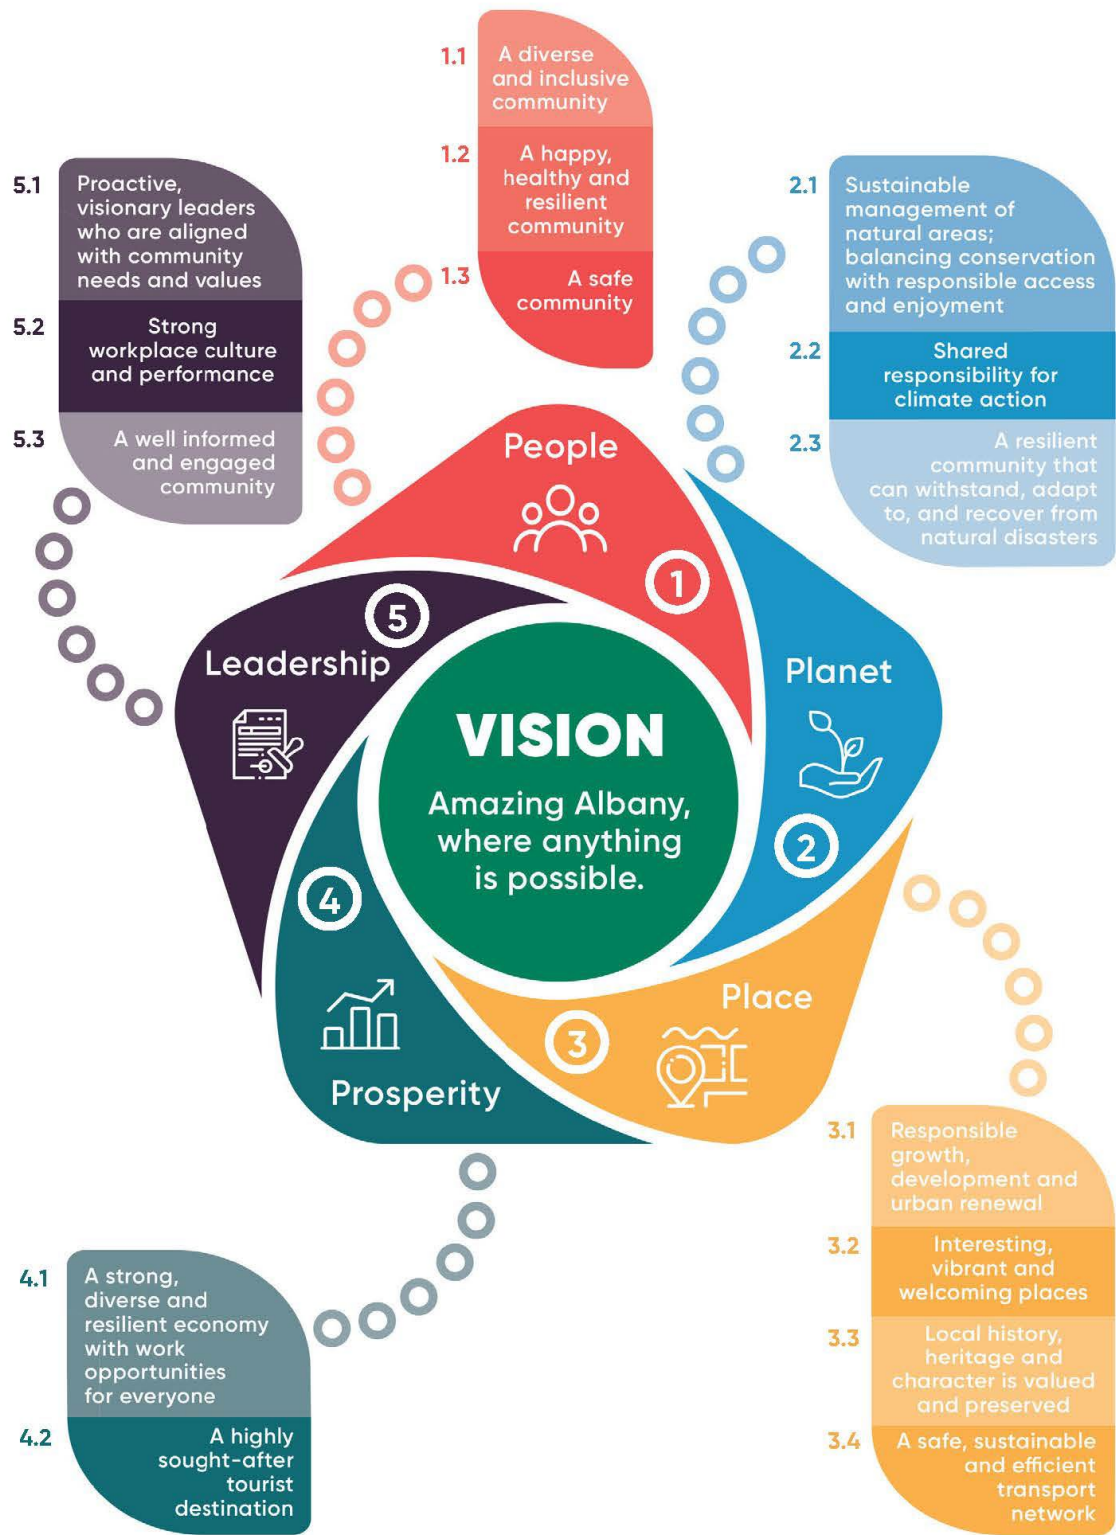 1.1
A diverse
and inclusive
community
1.2
A happy,
healthy and
resilient
community
1.3
A safe
community
5.1
Proactive,
visionary leaders
who are aligned
with community
needs and values
5.2
Strong
workplace culture
and performance
5.3
A well informed
and engaged
community
2.1
Sustainable
management of
natural areas;
balancing conservation
with responsible access
and enjoyment
2.2
Shared
responsibility for
climate action
2.3
A resilient
community that
can withstand, adapt
to, and recover from
natural disasters
People
1
5
Leadership
Planet
2
VISION
Amazing Albany,
where anything
is possible.
4
Prosperity
Place
3
3.1
Responsible
growth,
development and
urban renewal
3.2
Interesting,
vibrant and
welcoming places
3.3
Local history,
heritage and
character is valued
and preserved
3.4
A safe, sustainable
and efficient
transport
network
4.1
A strong,
diverse and
resilient economy
with work
opportunities
for everyone
4.2
A highly
sought-after
tourist
destination